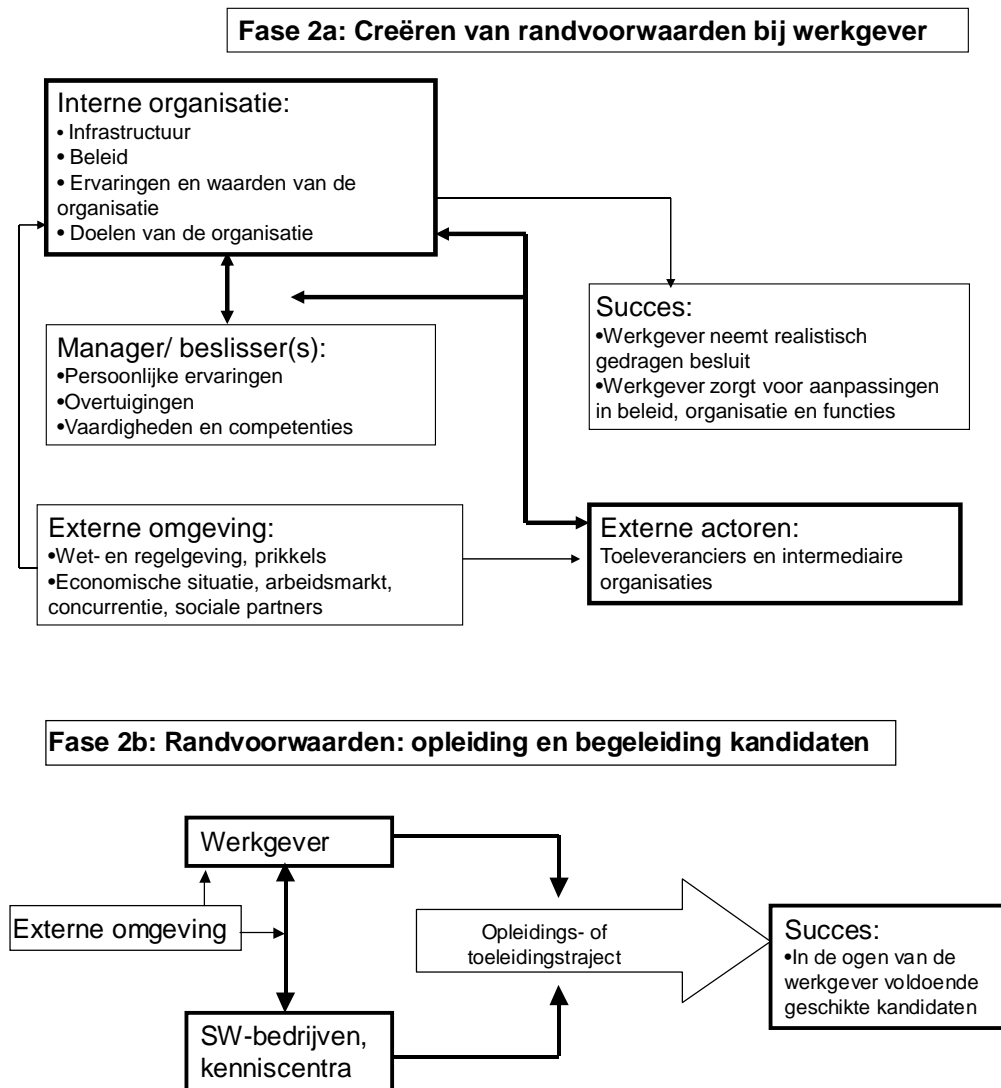 Fase 2a: Creëren van randvoorwaarden bij werkgever
Interne organisatie:
• Infrastructuur
• Beleid
• Ervaringen en waarden van de
organisatie
• Doelen van de organisatie
Succes:
•Werkgever neemt realistisch
gedragen besluit
•Werkgever zorgt voor aanpassingen
in beleid, organisatie en functies
Manager/ beslisser(s):
•Persoonlijke ervaringen
•Overtuigingen
•Vaardigheden en competenties
Externe omgeving:
•Wet- en regelgeving, prikkels
•Economische situatie, arbeidsmarkt,
concurrentie, sociale partners
Externe actoren:
Toeleveranciers en intermediaire
organisaties
Fase 2b: Randvoorwaarden: opleiding en begeleiding kandidaten
Werkgever
Externe omgeving
Opleidings- of
toeleidingstraject
Succes:
•In de ogen van de
werkgever voldoende
geschikte kandidaten
SW-bedrijven,
kenniscentra